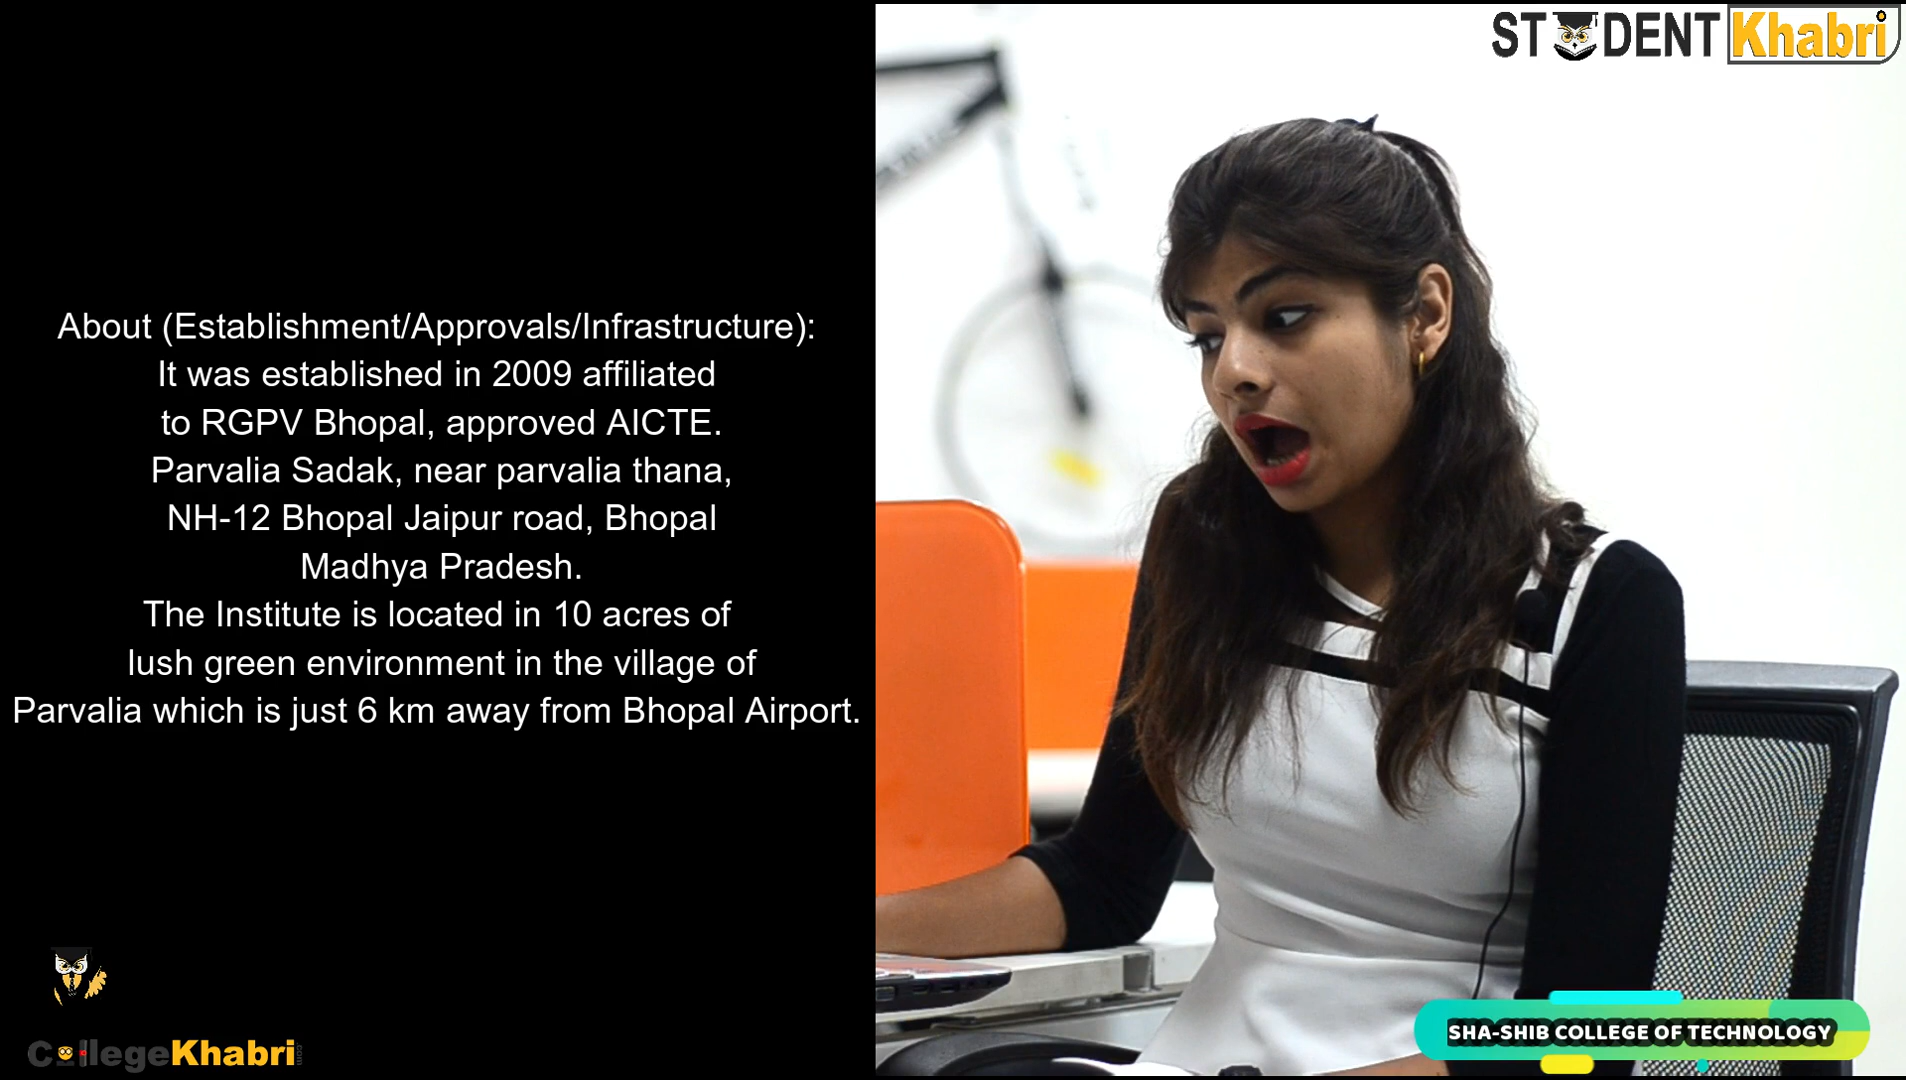 STUDENT Khabri
About (Establishment/Approvals/Infrastructure):
It was established in 2009 affiliated
to RGPV Bhopal, approved AICTE.
Parvalia Sadak, near parvalia thana,
NH-12 Bhopal Jaipur road, Bhopal
Madhya Pradesh.
The Institute is located in 10 acres of
lush green environment in the village of
Parvalia which is just 6 km away from Bhopal Airport.
CollegeKhabri.com
SHA-SHIB COLLEGE OF TECHNOLOGY